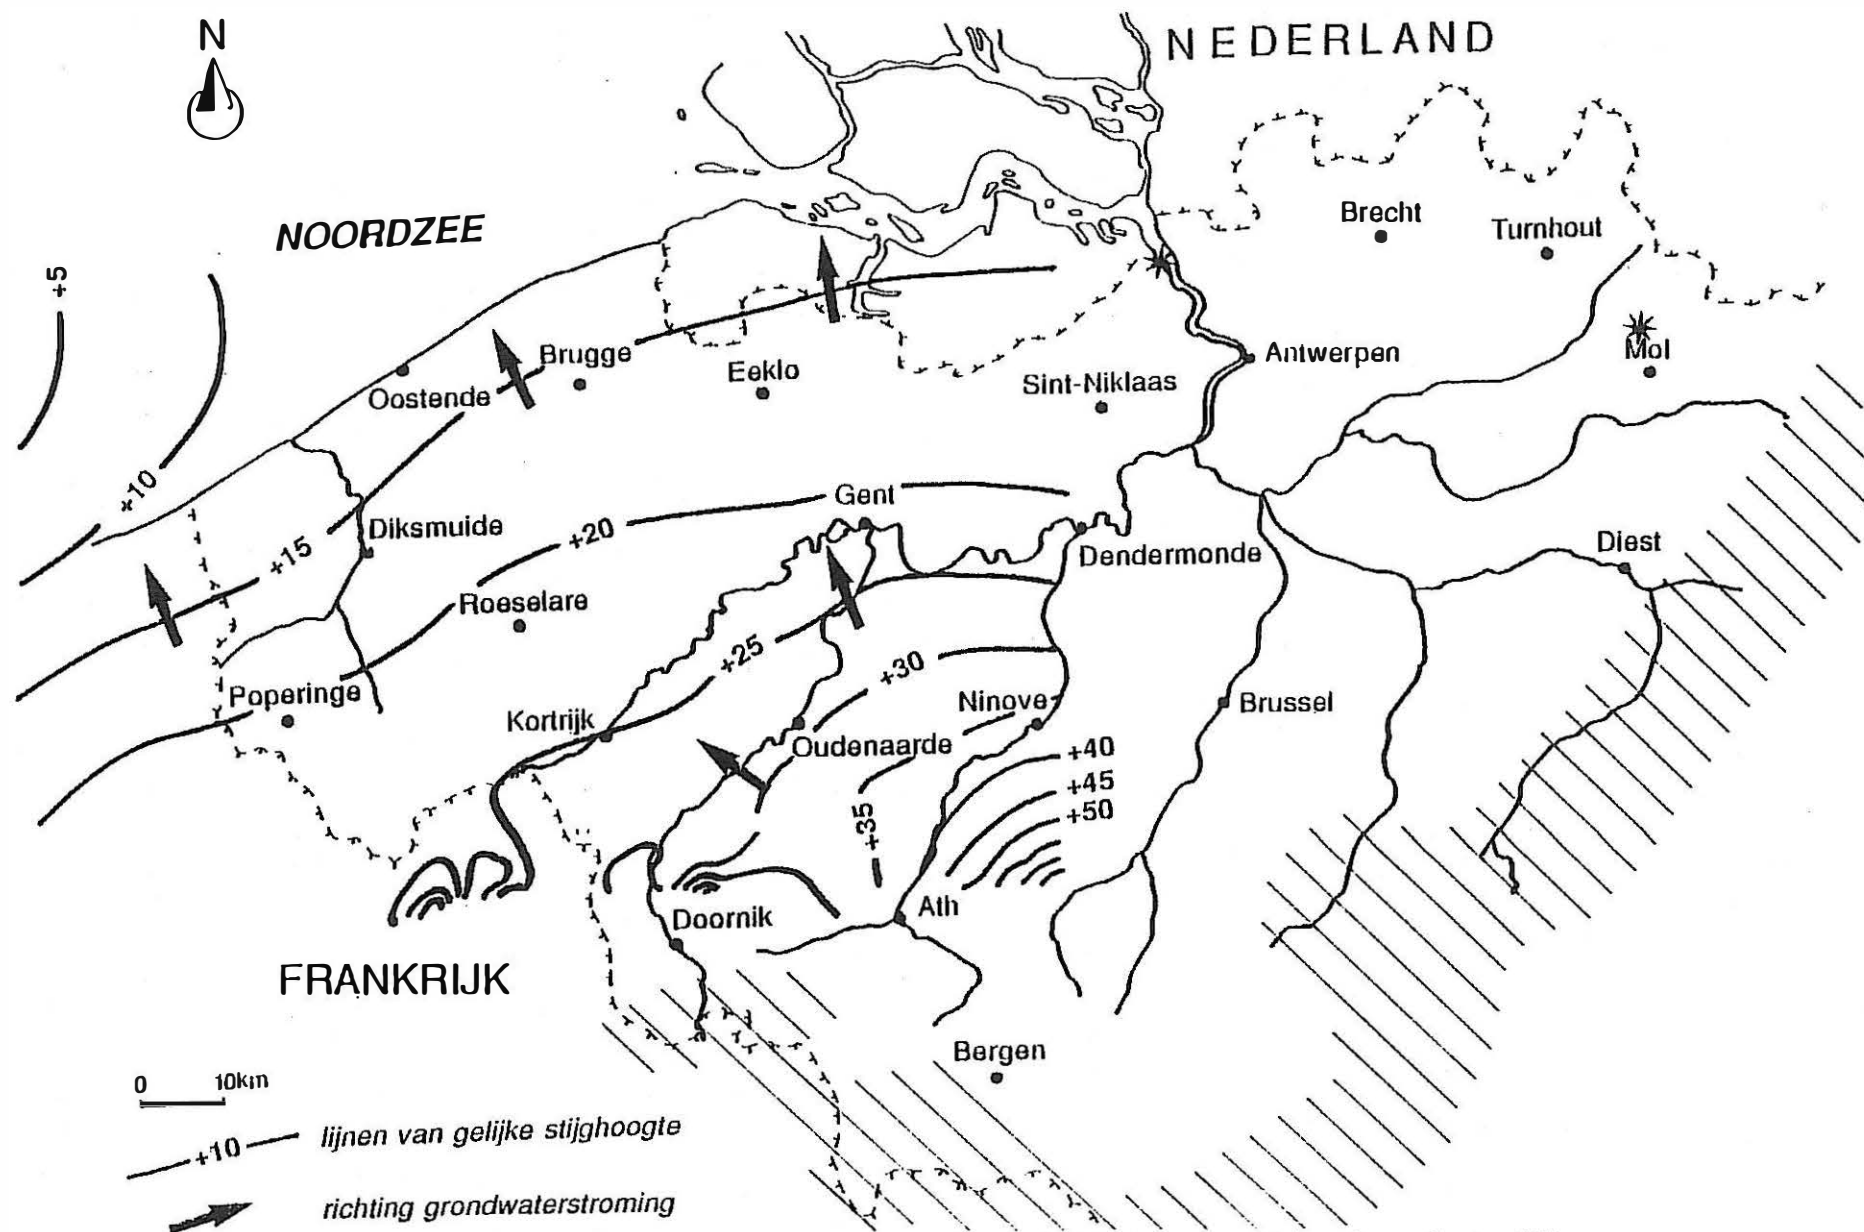 N
NEDERLAND
NOORDZEE
Brecht
Turnhout
+5
Mol
Antwerpen
Brugge
Eeklo
Sint-Niklaas
Oostende
+10
Gent
Diksmuide
+20
+15
Dendermonde
Diest
Roeselare
+25
+30
Poperinge
Ninove
Brussel
Kortrijk
Oudenaarde
+40
+45
+50
+35
Ath
Doornik
FRANKRIJK
Bergen
0 10km
+10 lijnen van gelijke stijghoogte
richting grondwaterstroming